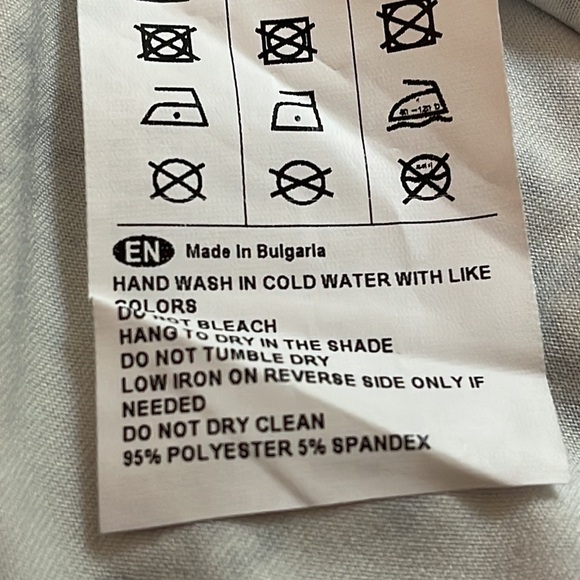 EN Made In Bulgaria
HAND WASH IN COLD WATER WITH LIKE
COLORS
DO NOT BLEACH
HANG TO DRY IN THE SHADE
DO NOT TUMBLE DRY
LOW IRON ON REVERSE SIDE ONLY IF
NEEDED
DO NOT DRY CLEAN
95% POLYESTER 5% SPANDEX